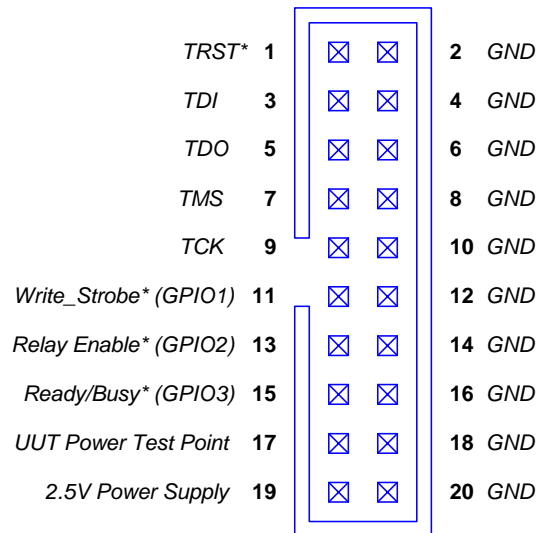 TRST* 1 2 GND
TDI 3 4 GND
TDO 5 6 GND
TMS 7 8 GND
TCK 9 10 GND
Write_Strobe* (GPIO1) 11 12 GND
Relay Enable* (GPIO2) 13 14 GND
Ready/Busy* (GPIO3) 15 16 GND
UUT Power Test Point 17 18 GND
2.5V Power Supply 19 20 GND